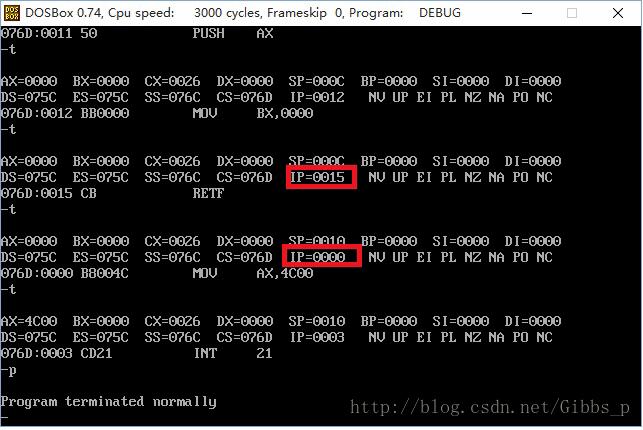 DOSBox 0.74, Cpu speed: 3000 cycles, Frameskip 0, Program: DEBUG
076D:0011 50 PUSH AX
-t
AX=0000 BX=0000 CX=0026 DX=0000 SP=000C BP=0000 SI=0000 DI=0000
DS=075C ES=075C SS=076C CS=076D IP=0012 NV UP EI PL NZ NA PO NC
076D:0012 BB0000 MOV BX,0000
-t
AX=0000 BX=0000 CX=0026 DX=0000 SP=000C BP=0000 SI=0000 DI=0000
DS=075C ES=075C SS=076C CS=076D IP=0015 NV UP EI PL NZ NA PO NC
076D:0015 CB RETF
-t
AX=0000 BX=0000 CX=0026 DX=0000 SP=0010 BP=0000 SI=0000 DI=0000
DS=075C ES=075C SS=076C CS=076D IP=0000 NV UP EI PL NZ NA PO NC
076D:0000 B8004C MOV AX,4C00
-t
AX=4C00 BX=0000 CX=0026 DX=0000 SP=0010 BP=0000 SI=0000 DI=0000
DS=075C ES=075C SS=076C CS=076D IP=0003 NV UP EI PL NZ NA PO NC
076D:0003 CD21 INT 21
-p
Program terminated normally
-
http://blog.csdn.net/Gibbs_p